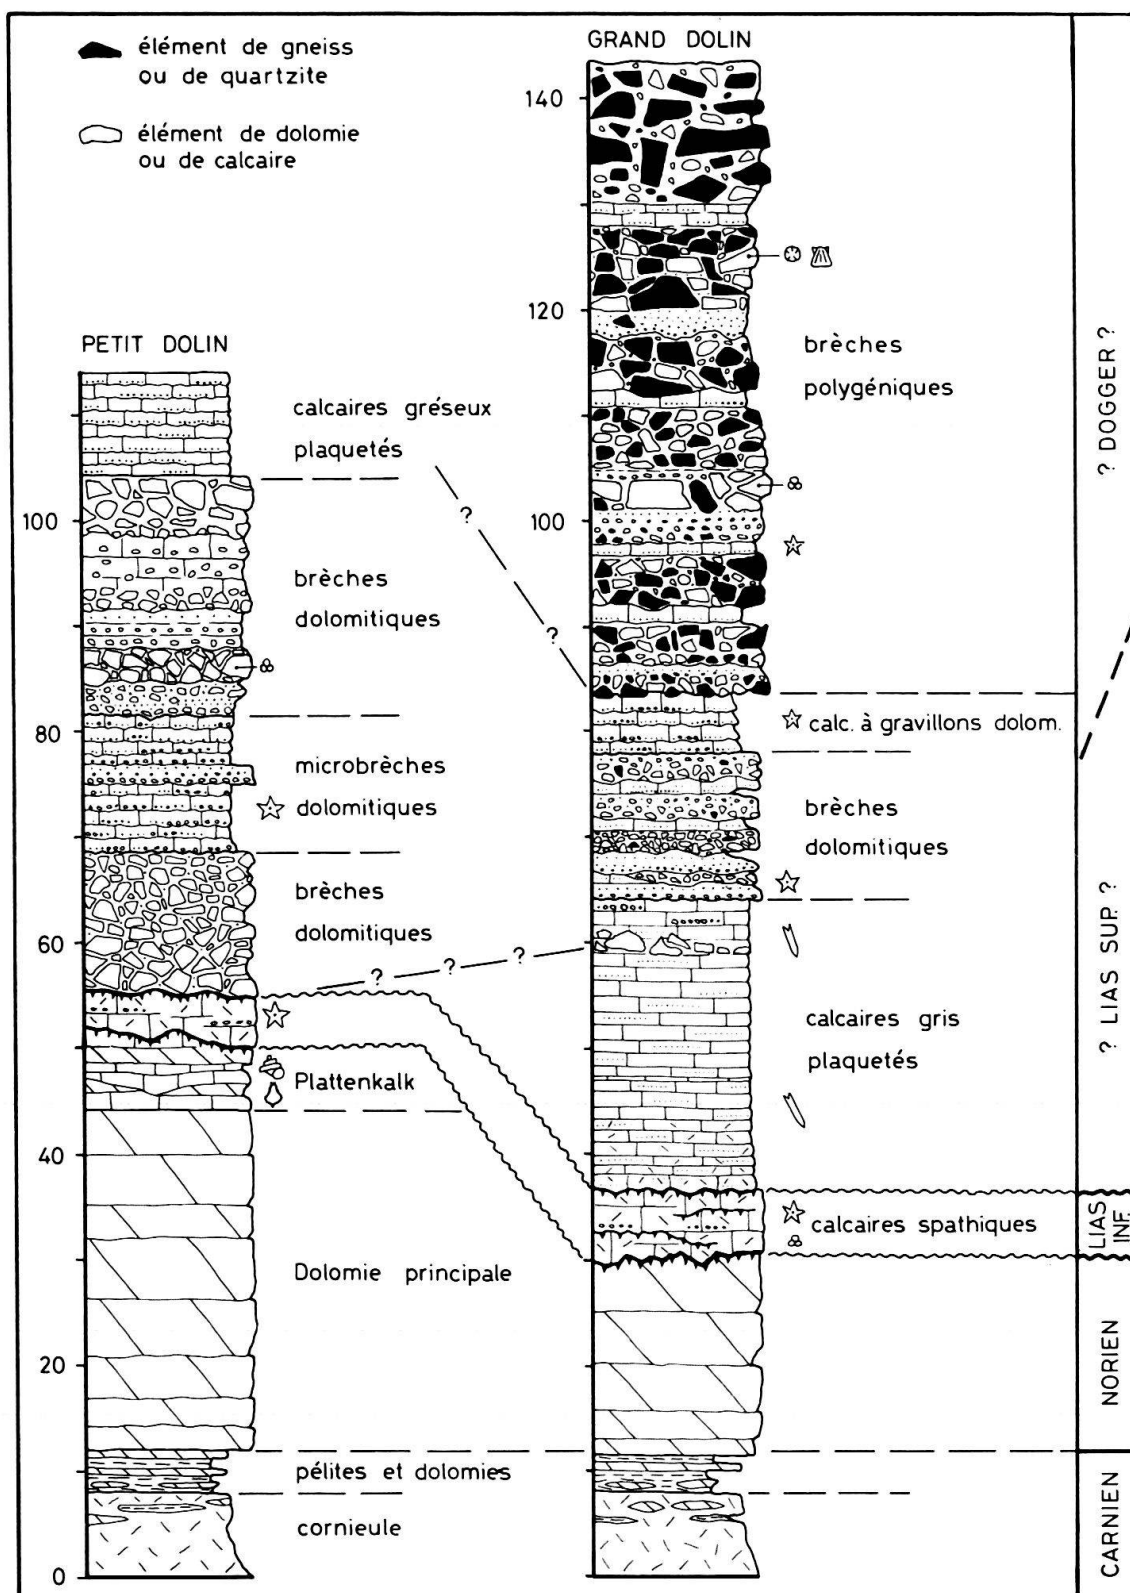 élément de gneiss
ou de quartzite
élément de dolomie
ou de calcaire
PETIT DOLIN
100
80
60
40
20
0
calcaires gréseux
plaquetés
brèches
dolomitiques
microbrèches
dolomitiques
brèches
dolomitiques
Plattenkalk
Dolomie principale
pélites et dolomies
cornieule
?
?
?
?
?
GRAND DOLIN
140
120
100
brèches
polygéniques
calc. à gravillons dolom.
brèches
dolomitiques
calcaires gris
plaquetés
calcaires spathiques
? DOGGER ?
? LIAS SUP. ?
LIAS
INF.
NORIEN
CARNIEN